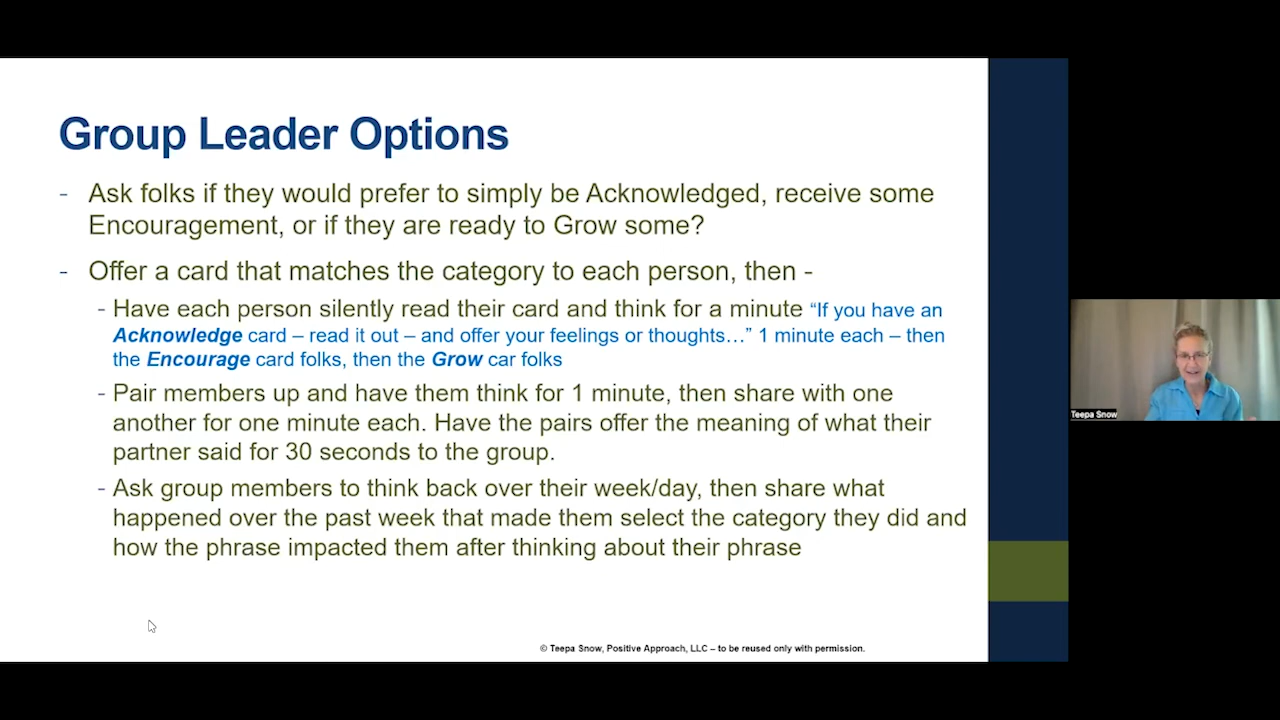 Group Leader Options
- Ask folks if they would prefer to simply be Acknowledged, receive some
Encouragement, or if they are ready to Grow some?
- Offer a card that matches the category to each person, then -
- Have each person silently read their card and think for a minute “If you have an
Acknowledge card – read it out – and offer your feelings or thoughts…” 1 minute each – then
the Encourage card folks, then the Grow car folks
- Pair members up and have them think for 1 minute, then share with one
another for one minute each. Have the pairs offer the meaning of what their
partner said for 30 seconds to the group.
- Ask group members to think back over their week/day, then share what
happened over the past week that made them select the category they did and
how the phrase impacted them after thinking about their phrase
© Teepa Snow, Positive Approach, LLC – to be reused only with permission.
Teepa Snow